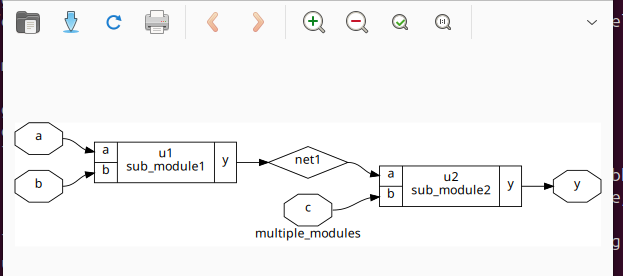 a
b
a
b
u1
sub_module1
y
net1
c
a
b
u2
sub_module2
y
y
multiple_modules